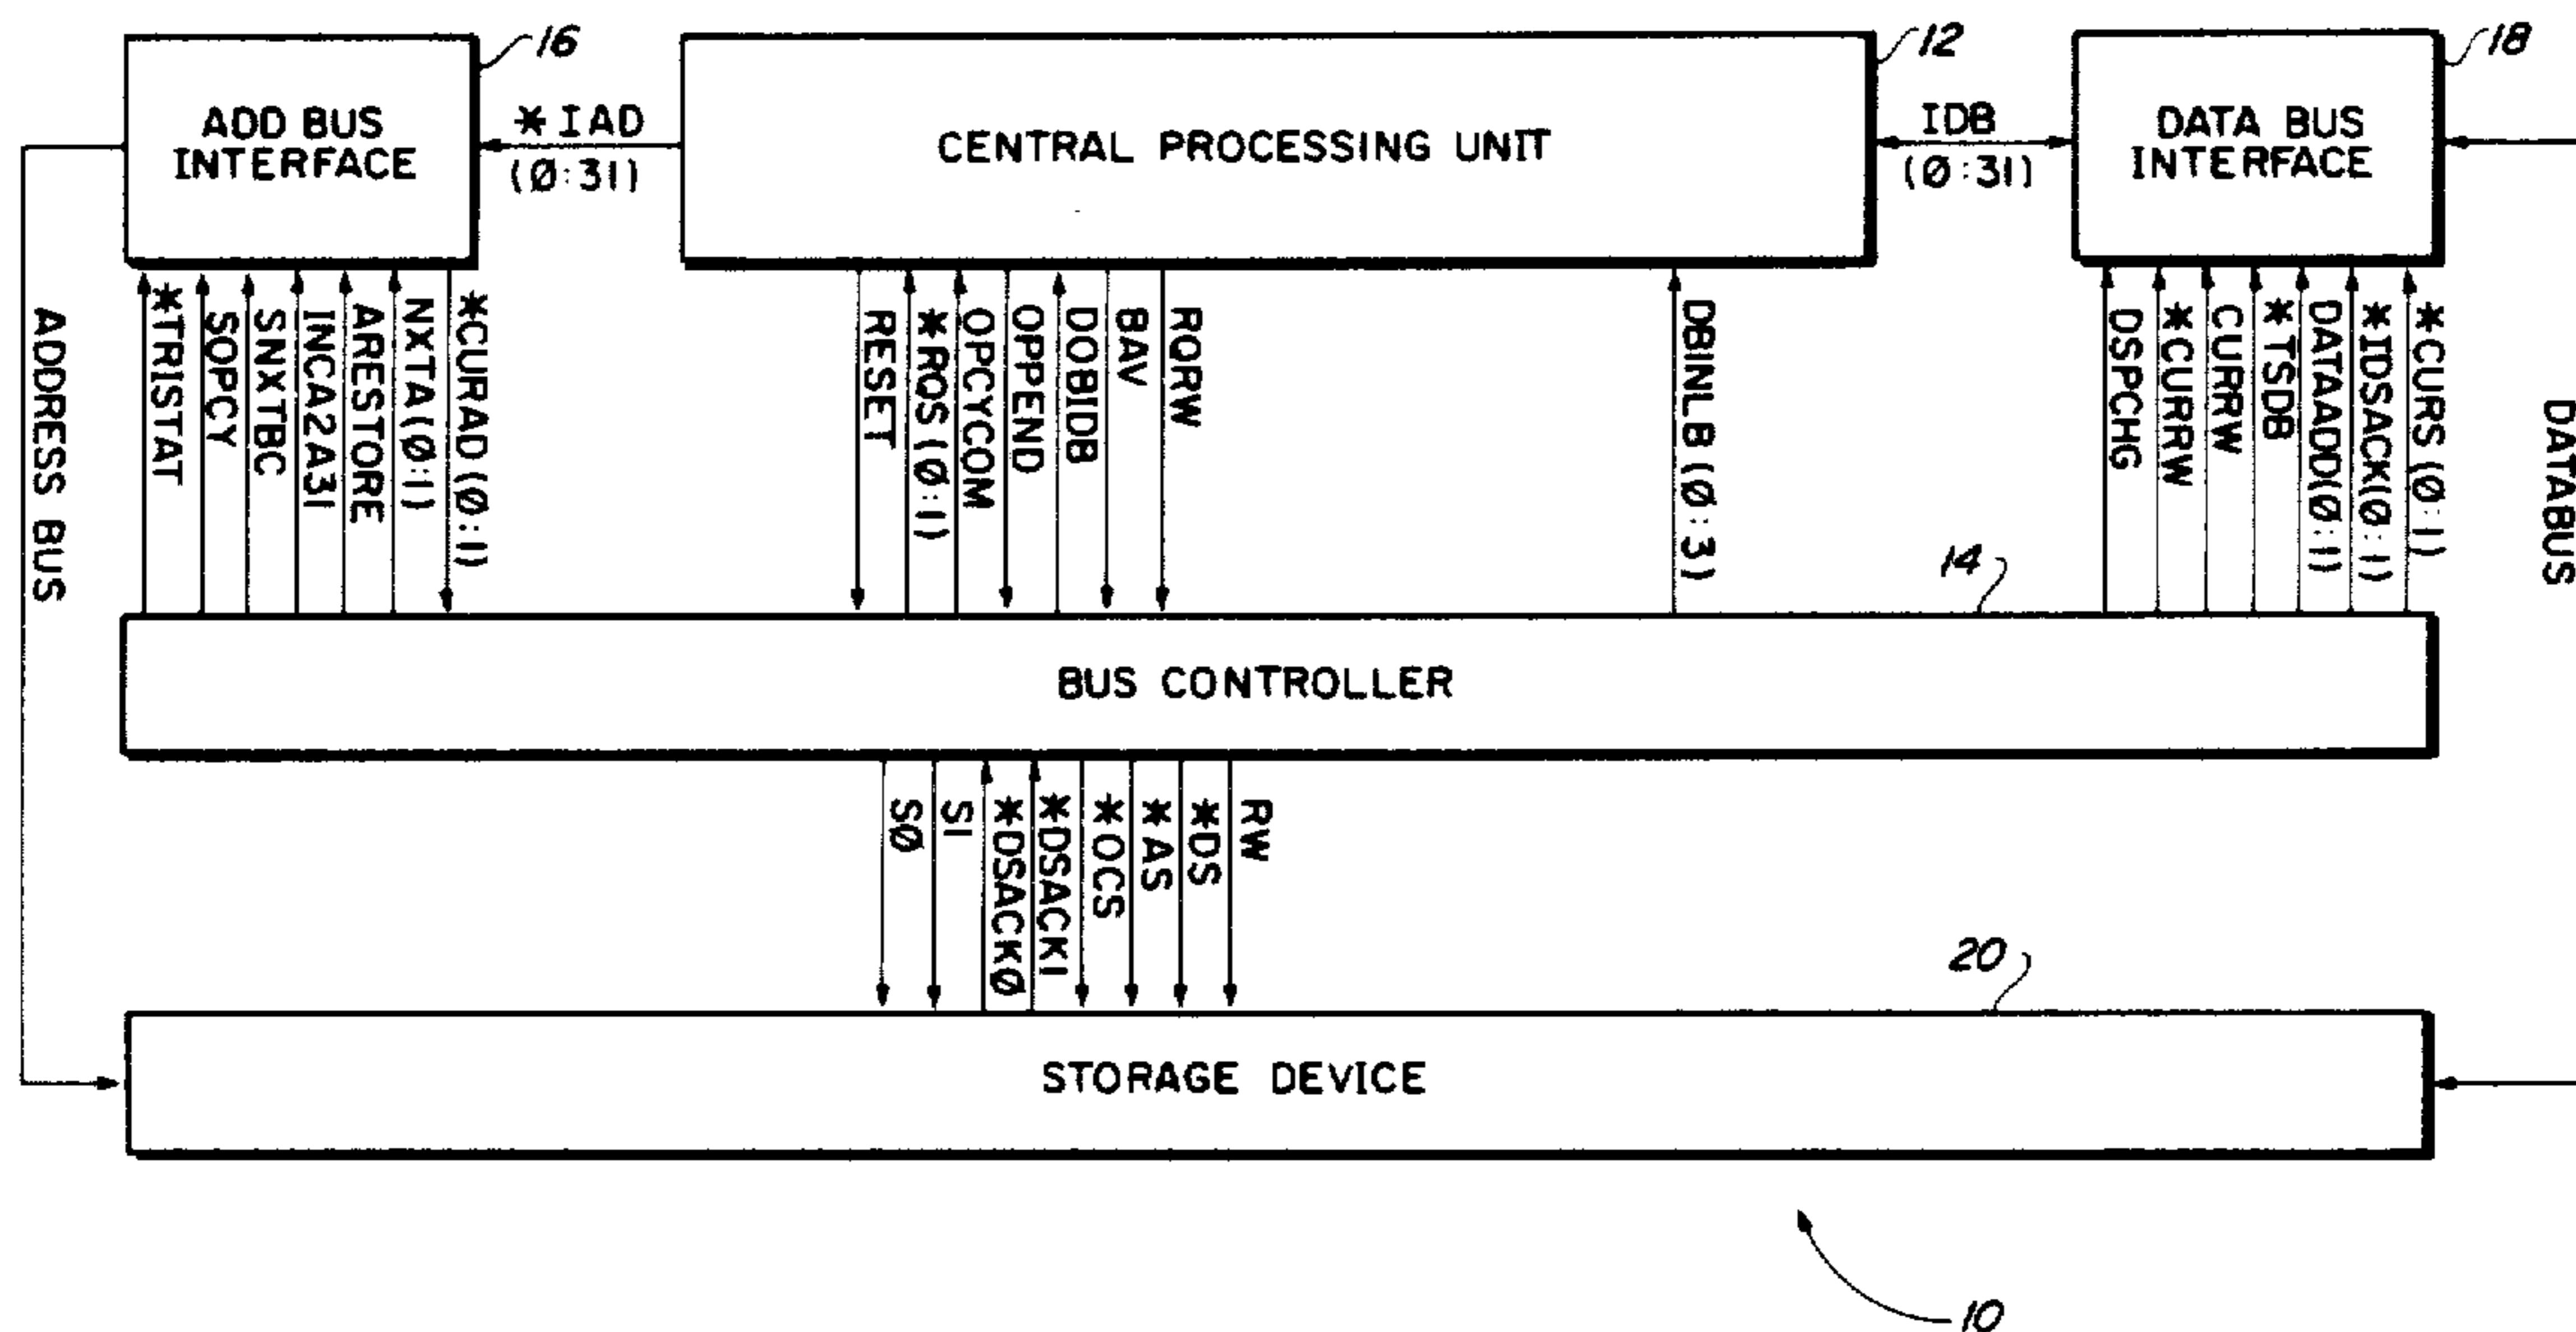 16
12
18
ADD BUS
INTERFACE
*IAD
(Ø:31)
CENTRAL PROCESSING UNIT
IDB
(Ø:31)
DATA BUS
INTERFACE
ADDRESS BUS
*TRISTAT
SOPCY
SNXTBC
INCA2A31
ARESTORE
NXTA(Ø:1)
*CURAD(Ø:1)
RESET
*RQS(Ø:1)
OPCYCOM
OPPEND
DOBIDB
BAV
RQRW
DBINLB(Ø:3)
DSPCHG
*CURRW
CURRW
*TSDB
DATAADD(Ø:1)
*IDSACK(Ø:1)
*CURS(Ø:1)
DATABUS
14
BUS CONTROLLER
SØ
S1
*DSACKØ
*DSACK1
*OCS
*AS
*DS
RW
20
STORAGE DEVICE
10